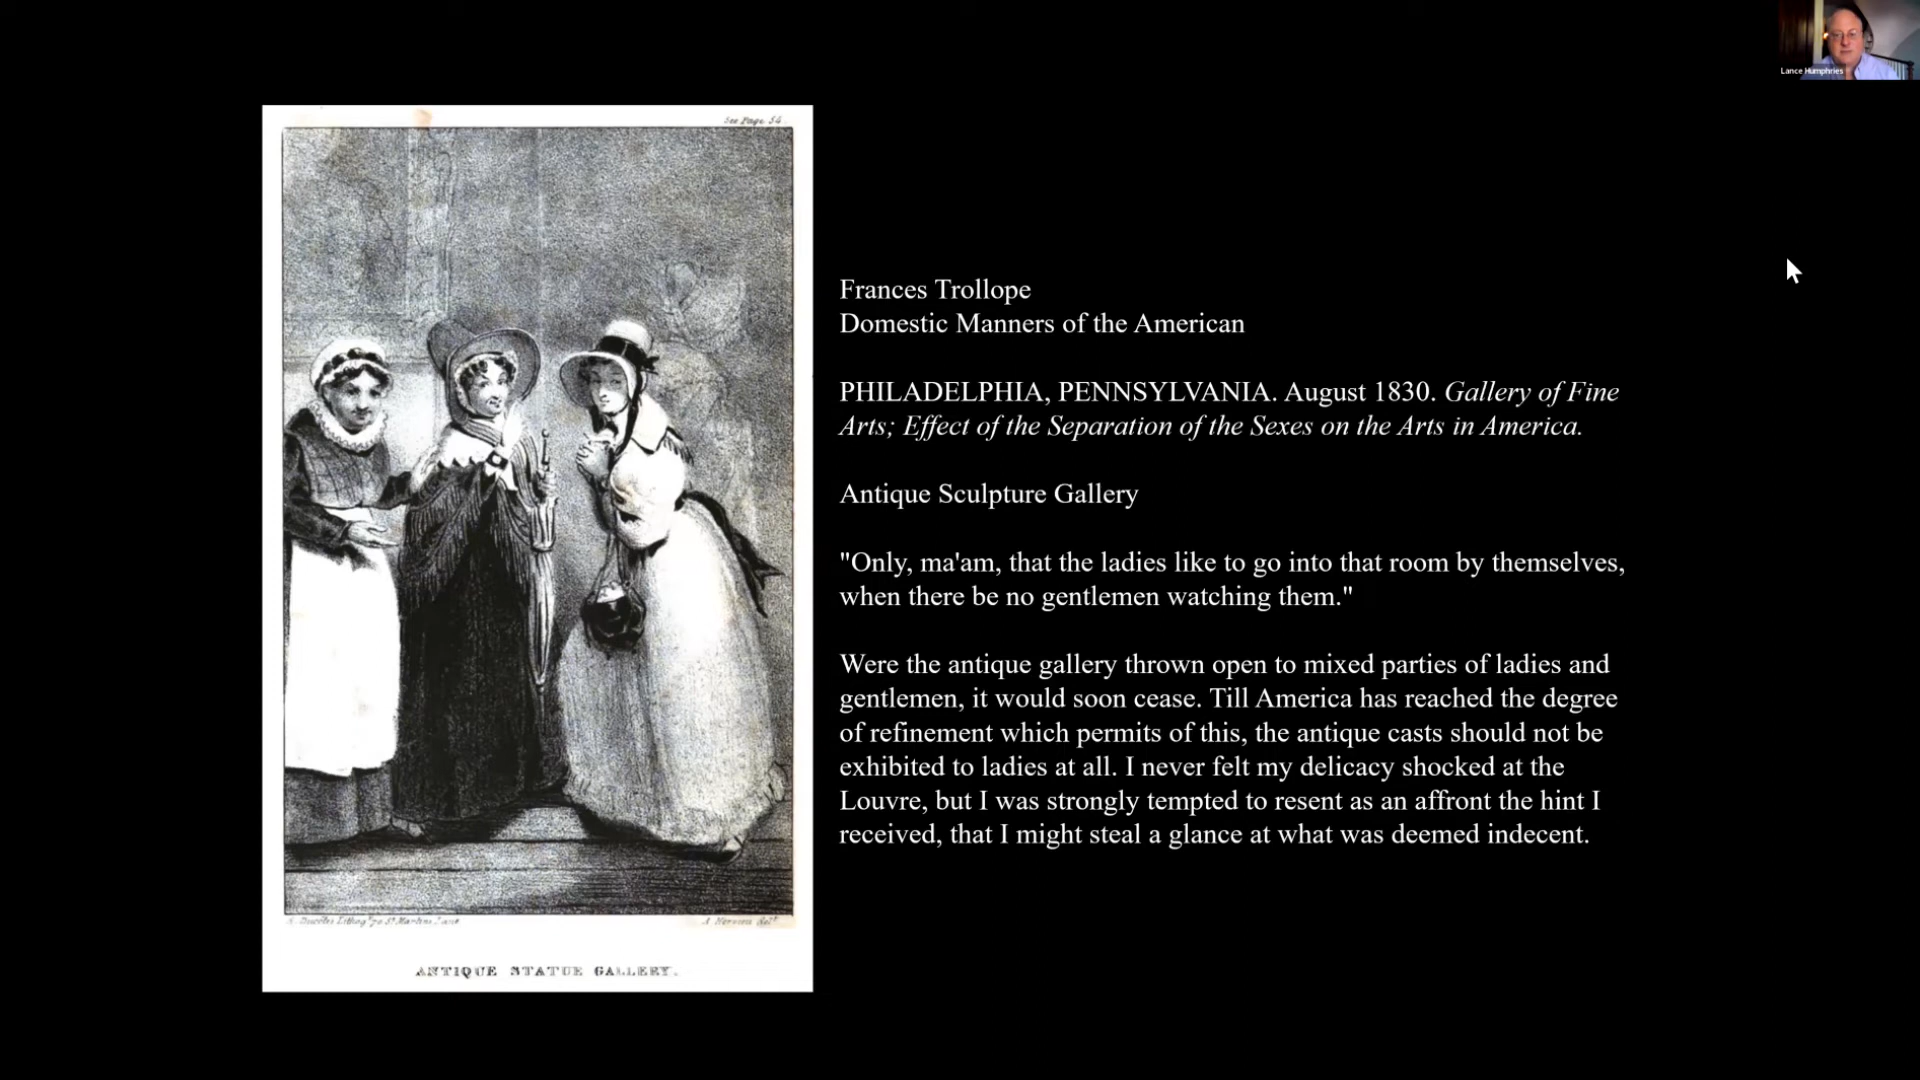 Lance Humphries
See Page 54.
Frances Trollope
Domestic Manners of the American
PHILADELPHIA, PENNSYLVANIA. August 1830. Gallery of Fine
Arts; Effect of the Separation of the Sexes on the Arts in America.
Antique Sculpture Gallery
"Only, ma'am, that the ladies like to go into that room by themselves,
when there be no gentlemen watching them."
Were the antique gallery thrown open to mixed parties of ladies and
gentlemen, it would soon cease. Till America has reached the degree
of refinement which permits of this, the antique casts should not be
exhibited to ladies at all. I never felt my delicacy shocked at the
Louvre, but I was strongly tempted to resent as an affront the hint I
received, that I might steal a glance at what was deemed indecent.
St Martins Lane
ANTIQUE STATUE GALLERY.